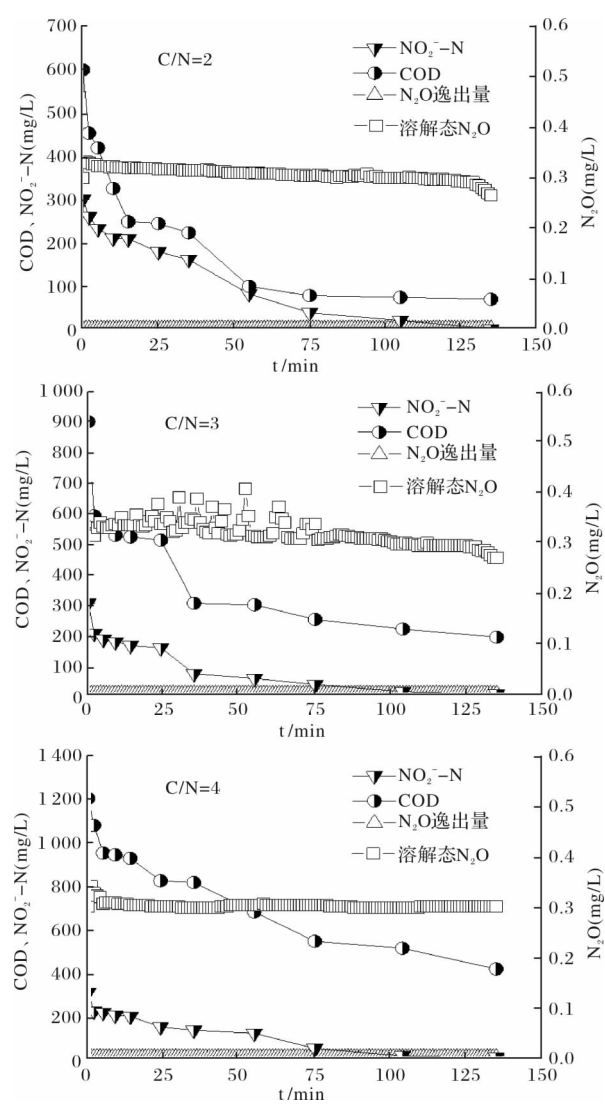 700
600
500
400
300
200
100
0
COD、NO₂⁻-N(mg/L)
C/N=2
NO₂⁻-N
COD
N₂O逸出量
溶解态N₂O
0.6
0.5
0.4
0.3
0.2
0.1
0.0
N₂O(mg/L)
0 25 50 75 100 125 150
t/min
1 000
900
800
700
600
500
400
300
200
100
0
COD、NO₂⁻-N(mg/L)
C/N=3
NO₂⁻-N
COD
N₂O逸出量
溶解态N₂O
0.6
0.5
0.4
0.3
0.2
0.1
0.0
N₂O(mg/L)
0 25 50 75 100 125 150
t/min
1 400
1 200
1 000
800
600
400
200
0
COD、NO₂⁻-N(mg/L)
C/N=4
NO₂⁻-N
COD
N₂O逸出量
溶解态N₂O
0.6
0.5
0.4
0.3
0.2
0.1
0.0
N₂O(mg/L)
0 25 50 75 100 125 150
t/min